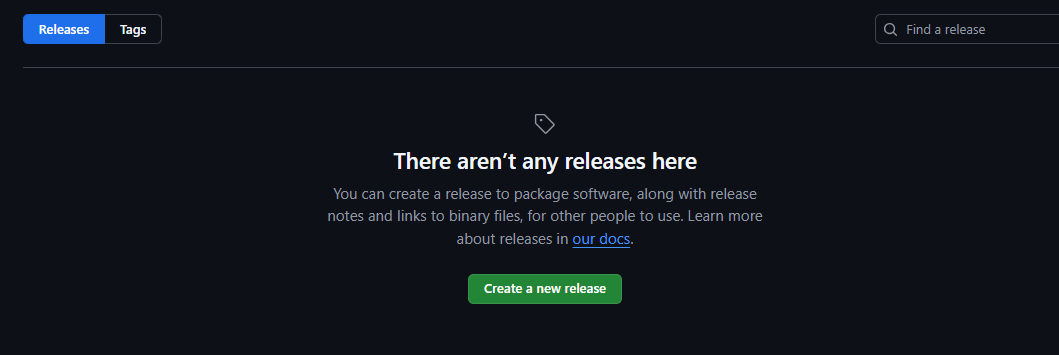 Releases
Tags
Find a release
There aren’t any releases here
You can create a release to package software, along with release
notes and links to binary files, for other people to use. Learn more
about releases in our docs.
Create a new release